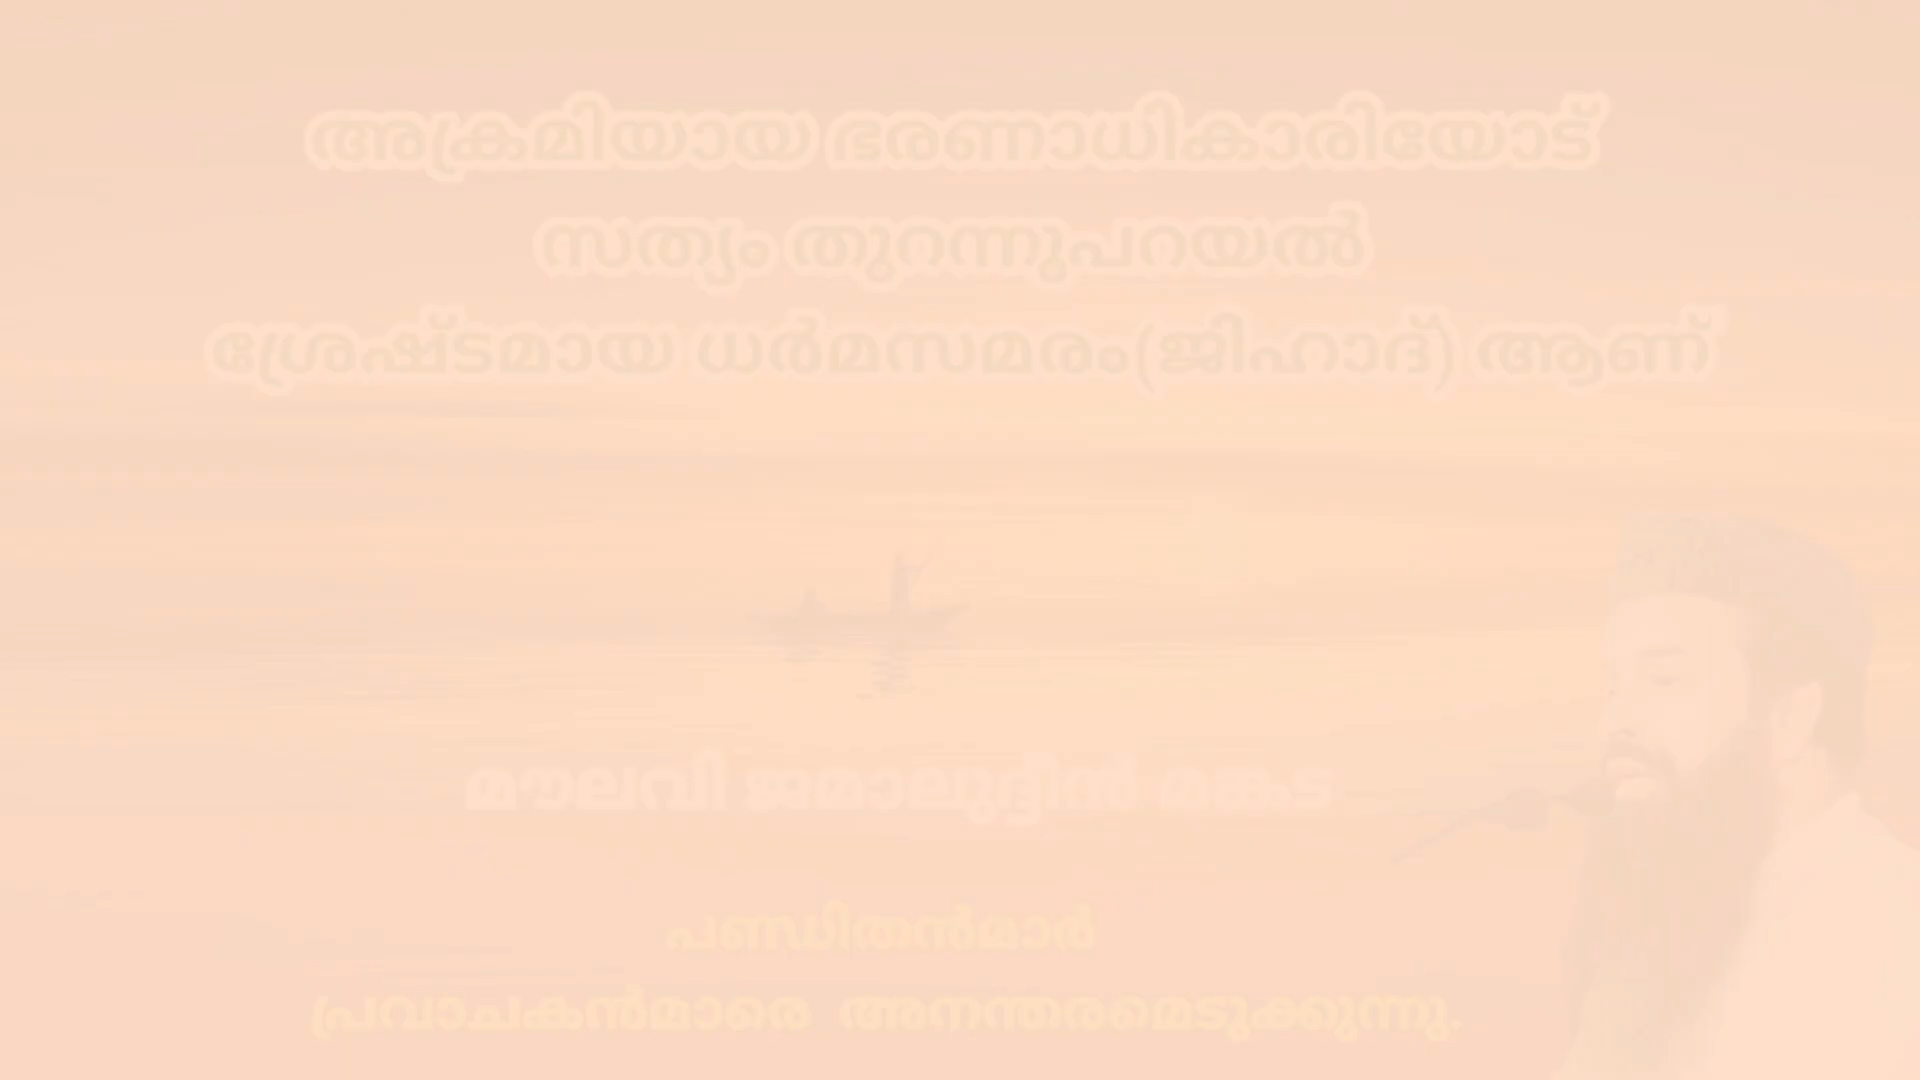 അക്രമിയായ ഭരണാധികാരിയോട്
സത്യം തുറന്നുപറയൽ
ശ്രേഷ്ടമായ ധർമസമരം(ജിഹാദ്) ആണ്
മൗലവി ജമാലുദ്ദീൻ മങ്കട
പണ്ഡിതൻമാർ
പ്രവാചകൻമാരെ അനന്തരമെടുക്കുന്നു.